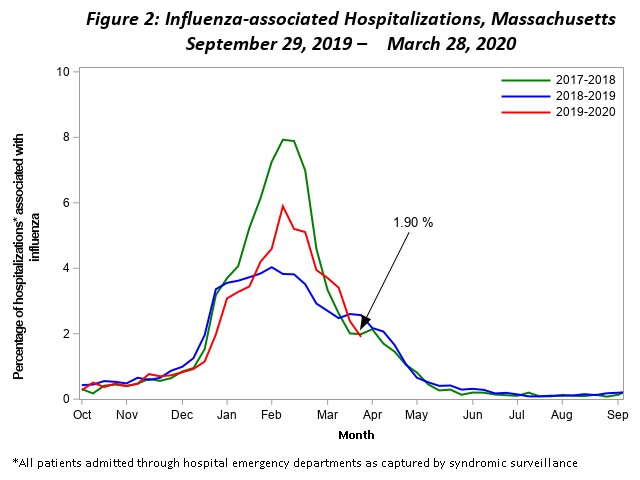 Figure 2: Influenza-associated Hospitalizations, Massachusetts
September 29, 2019 – March 28, 2020
10
8
6
4
2
0
Percentage of hospitalizations* associated with
influenza
2017-2018
2018-2019
2019-2020
1.90 %
Oct Nov Dec Jan Feb Mar Apr May Jun Jul Aug Sep
Month
*All patients admitted through hospital emergency departments as captured by syndromic surveillance